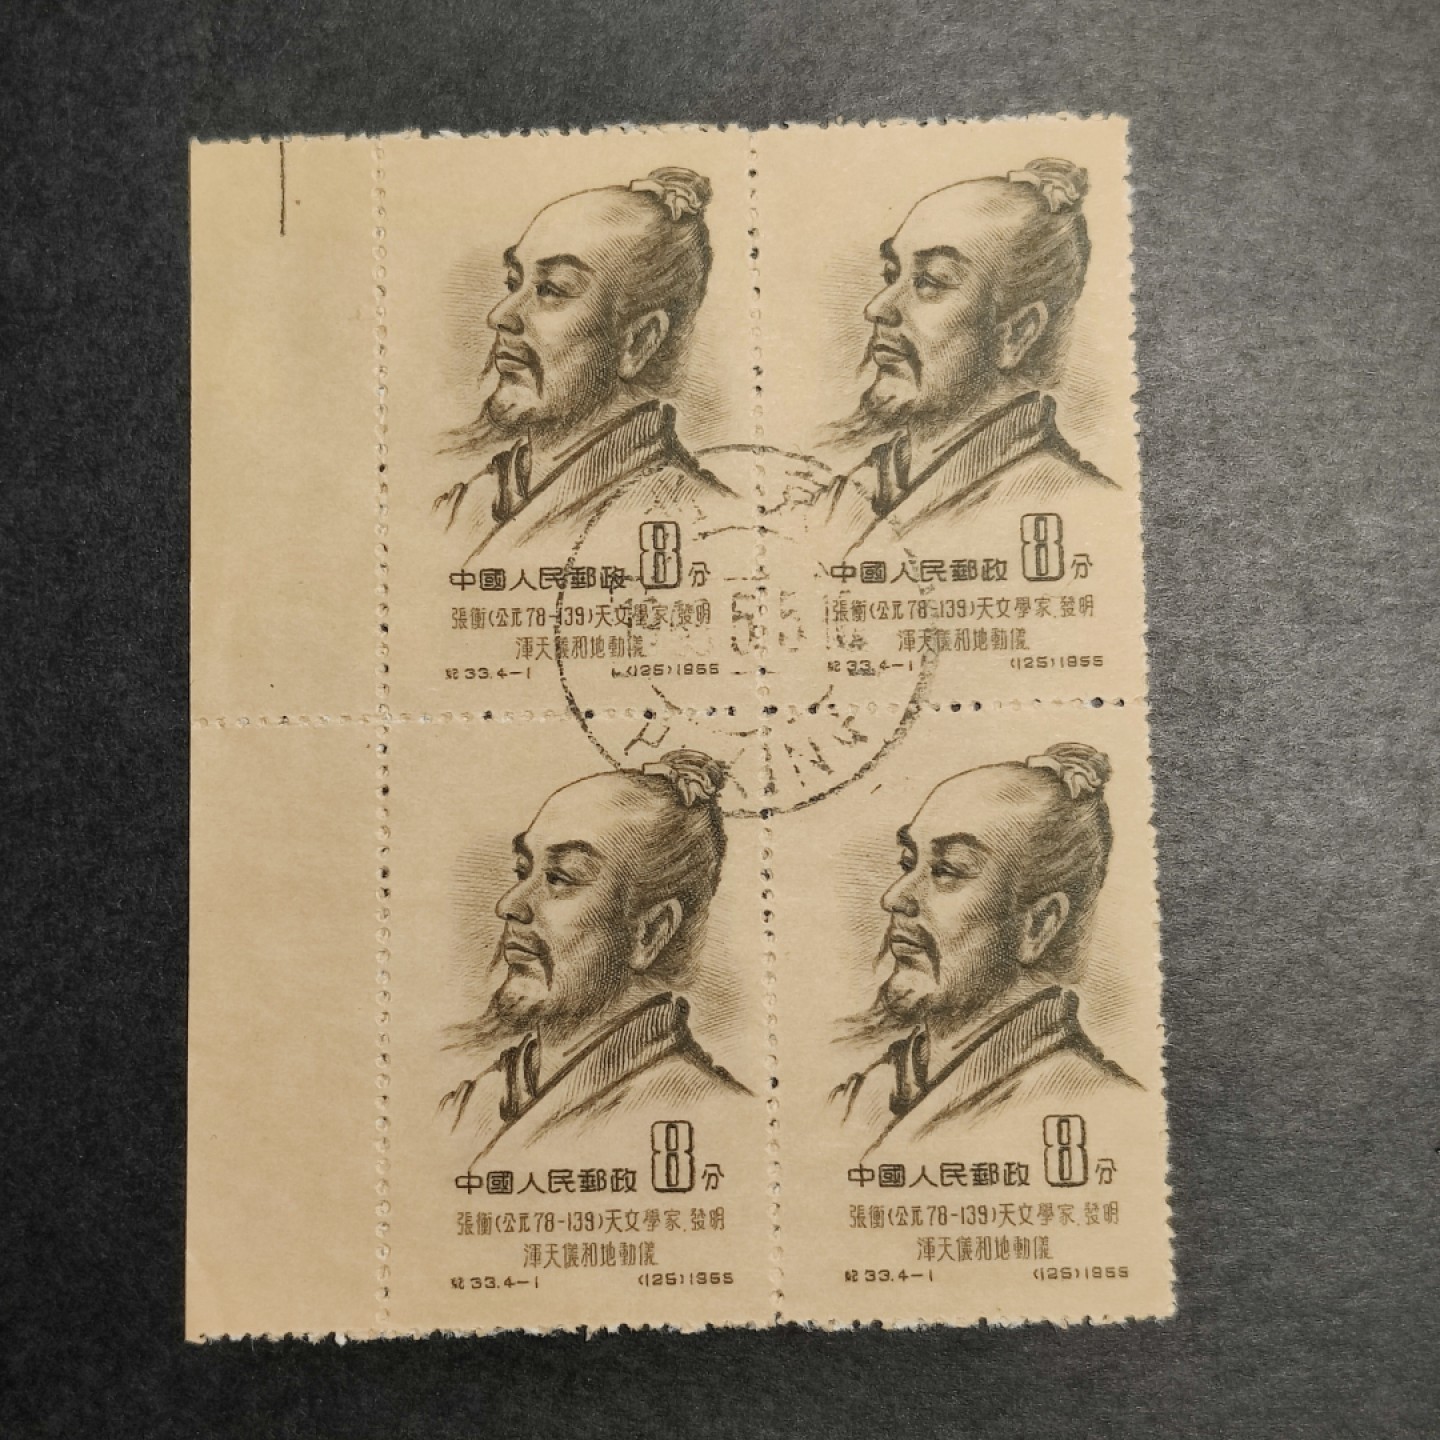 中國人民郵政 8分
張衡(公元78-139)天文學家,發明
渾天儀和地動儀
紀33.4-1 (125)1955
中國人民郵政 8分
張衡(公元78-139)天文學家,發明
渾天儀和地動儀
紀33.4-1 (125)1955
中國人民郵政 8分
張衡(公元78-139)天文學家,發明
渾天儀和地動儀
紀33.4-1 (125)1955
中國人民郵政 8分
張衡(公元78-139)天文學家,發明
渾天儀和地動儀
紀33.4-1 (125)1955